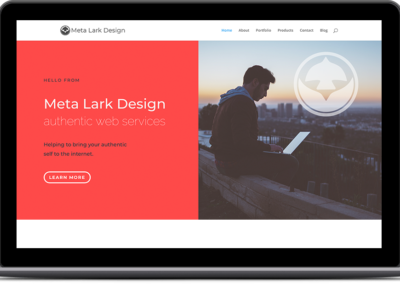 Meta Lark Design
Home About Portfolio Products Contact Blog
HELLO FROM
Meta Lark Design
authentic web services
Helping to bring your authentic
self to the internet.
LEARN MORE